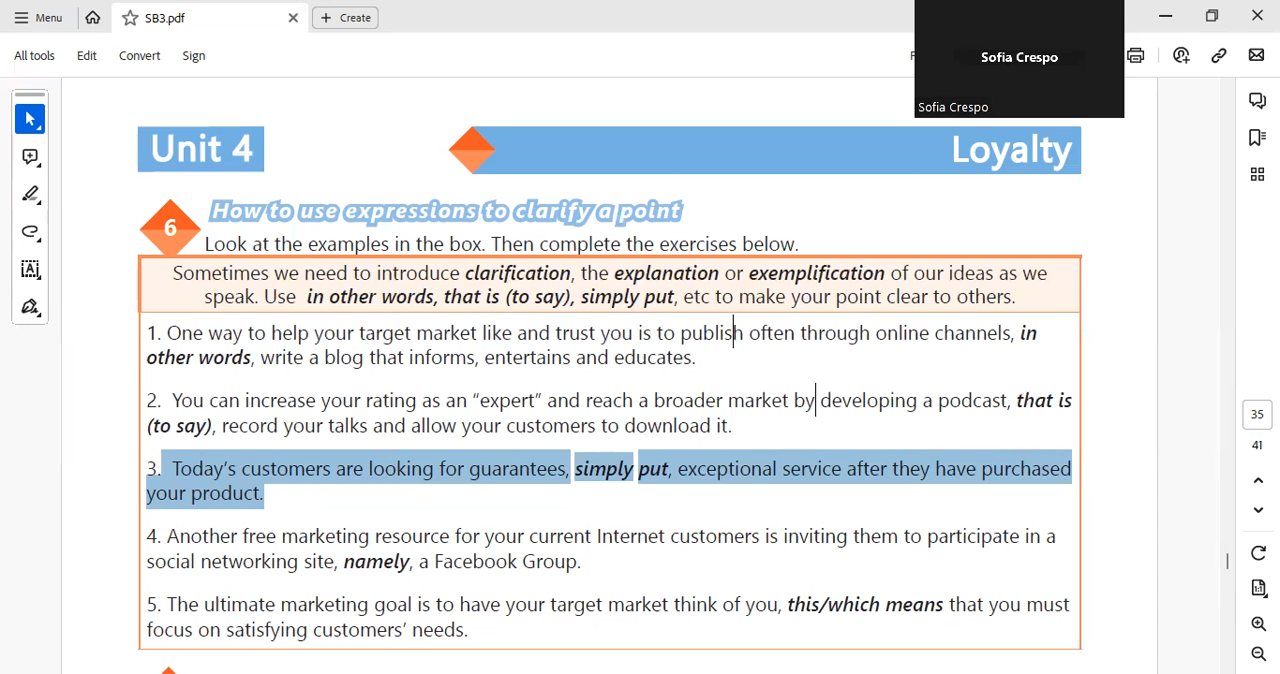 Menu
SB3.pdf
Create
All tools
Edit
Convert
Sign
Sofia Crespo
Sofia Crespo
Unit 4
Loyalty
6
How to use expressions to clarify a point
Look at the examples in the box. Then complete the exercises below.
Sometimes we need to introduce clarification, the explanation or exemplification of our ideas as we
speak. Use in other words, that is (to say), simply put, etc to make your point clear to others.
1. One way to help your target market like and trust you is to publish often through online channels, in
other words, write a blog that informs, entertains and educates.
2. You can increase your rating as an “expert” and reach a broader market by developing a podcast, that is
(to say), record your talks and allow your customers to download it.
3. Today’s customers are looking for guarantees, simply put, exceptional service after they have purchased
your product.
4. Another free marketing resource for your current Internet customers is inviting them to participate in a
social networking site, namely, a Facebook Group.
5. The ultimate marketing goal is to have your target market think of you, this/which means that you must
focus on satisfying customers’ needs.
35
41
1:1